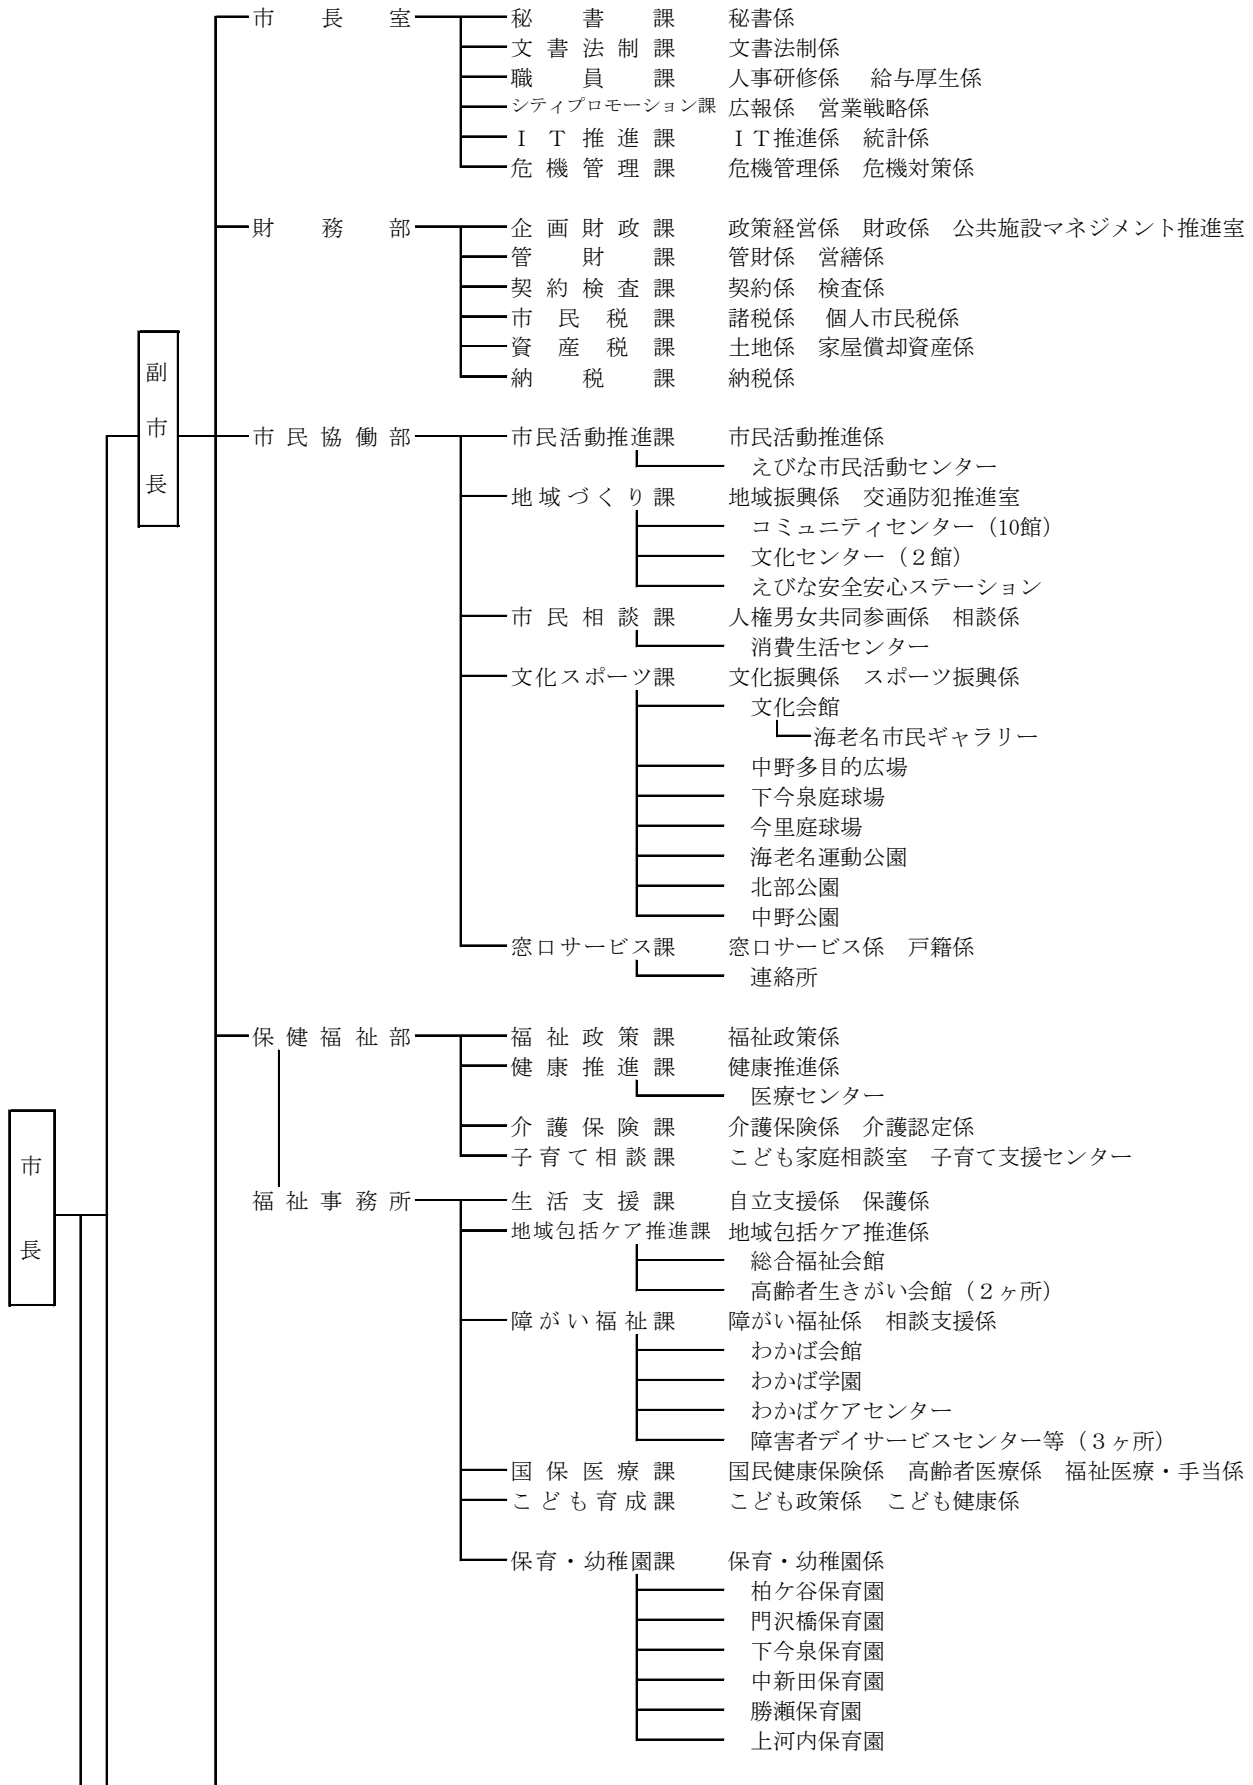 市長室 秘書課 秘書係
文書法制課 文書法制係
職員課 人事研修係 給与厚生係
シティプロモーション課 広報係 営業戦略係
ＩＴ推進課 ＩＴ推進係 統計係
危機管理課 危機管理係 危機対策係
財務部 企画財政課 政策経営係 財政係 公共施設マネジメント推進室
管財課 管財係 営繕係
契約検査課 契約係 検査係
市民税課 諸税係 個人市民税係
資産税課 土地係 家屋償却資産係
納税課 納税係
副市長
市民協働部 市民活動推進課 市民活動推進係
えびな市民活動センター
地域づくり課 地域振興係 交通防犯推進室
コミュニティセンター（10館）
文化センター（２館）
えびな安全安心ステーション
市民相談課 人権男女共同参画係 相談係
消費生活センター
文化スポーツ課 文化振興係 スポーツ振興係
文化会館
海老名市民ギャラリー
中野多目的広場
下今泉庭球場
今里庭球場
海老名運動公園
北部公園
中野公園
窓口サービス課 窓口サービス係 戸籍係
連絡所
保健福祉部 福祉政策課 福祉政策係
健康推進課 健康推進係
医療センター
介護保険課 介護保険係 介護認定係
子育て相談課 こども家庭相談室 子育て支援センター
市長
福祉事務所 生活支援課 自立支援係 保護係
地域包括ケア推進課 地域包括ケア推進係
総合福祉会館
高齢者生きがい会館（２ヶ所）
障がい福祉課 障がい福祉係 相談支援係
わかば会館
わかば学園
わかばケアセンター
障害者デイサービスセンター等（３ヶ所）
国保医療課 国民健康保険係 高齢者医療係 福祉医療・手当係
こども育成課 こども政策係 こども健康係
保育・幼稚園課 保育・幼稚園係
柏ケ谷保育園
門沢橋保育園
下今泉保育園
中新田保育園
勝瀬保育園
上河内保育園